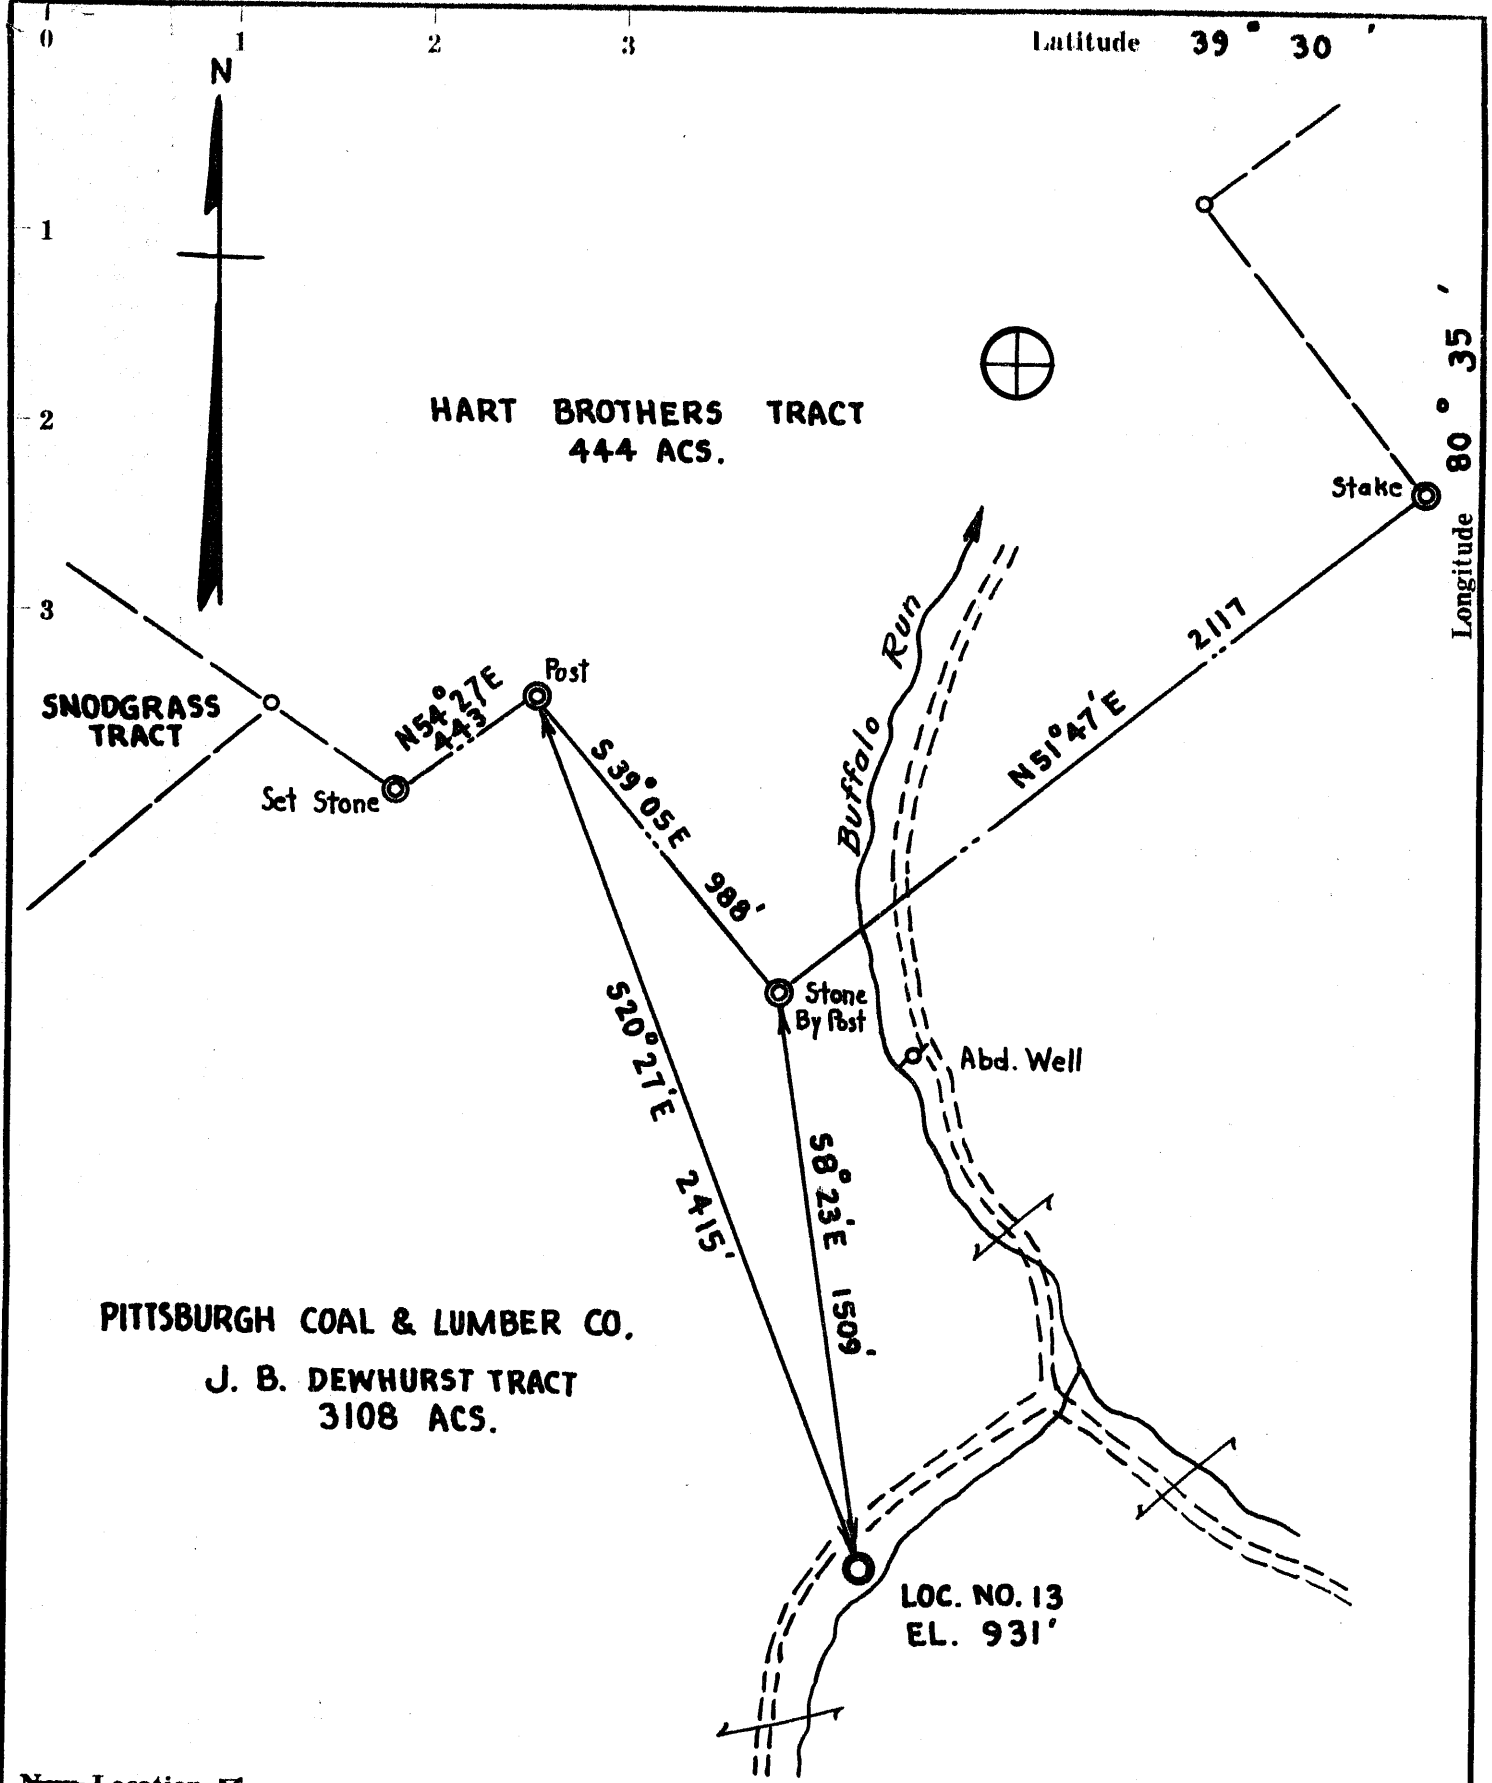 0 1 2 3 Latitude 39° 30'
N
1
2
3
Longitude 80° 35'
HART BROTHERS TRACT
444 ACS.
Stake
Buffalo Run
2117
N51°47'E
Post
N54°27E
443
SNODGRASS
TRACT
Set Stone
S39°05E 988'
Stone
By Post
Abd. Well
S20°27'E 2415'
S8°23'E 1509'
PITTSBURGH COAL & LUMBER CO.
J. B. DEWHURST TRACT
3108 ACS.
LOC. NO. 13
EL. 931'
New Location